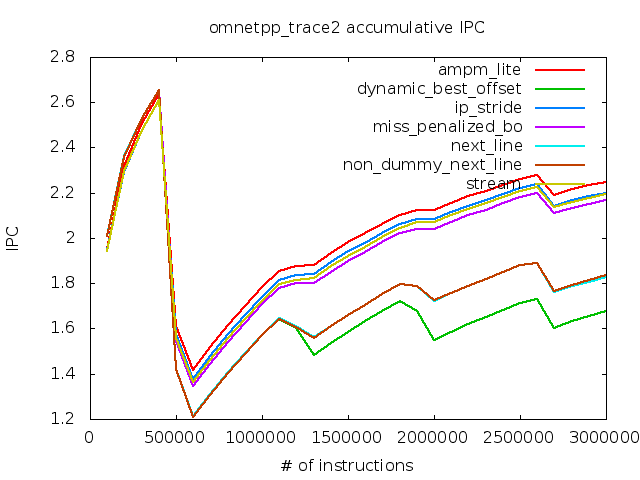 omnetpp_trace2 accumulative IPC
IPC
2.8
2.6
2.4
2.2
2
1.8
1.6
1.4
1.2
ampm_lite
dynamic_best_offset
ip_stride
miss_penalized_bo
next_line
non_dummy_next_line
stream
0
500000
1000000
1500000
2000000
2500000
3000000
# of instructions